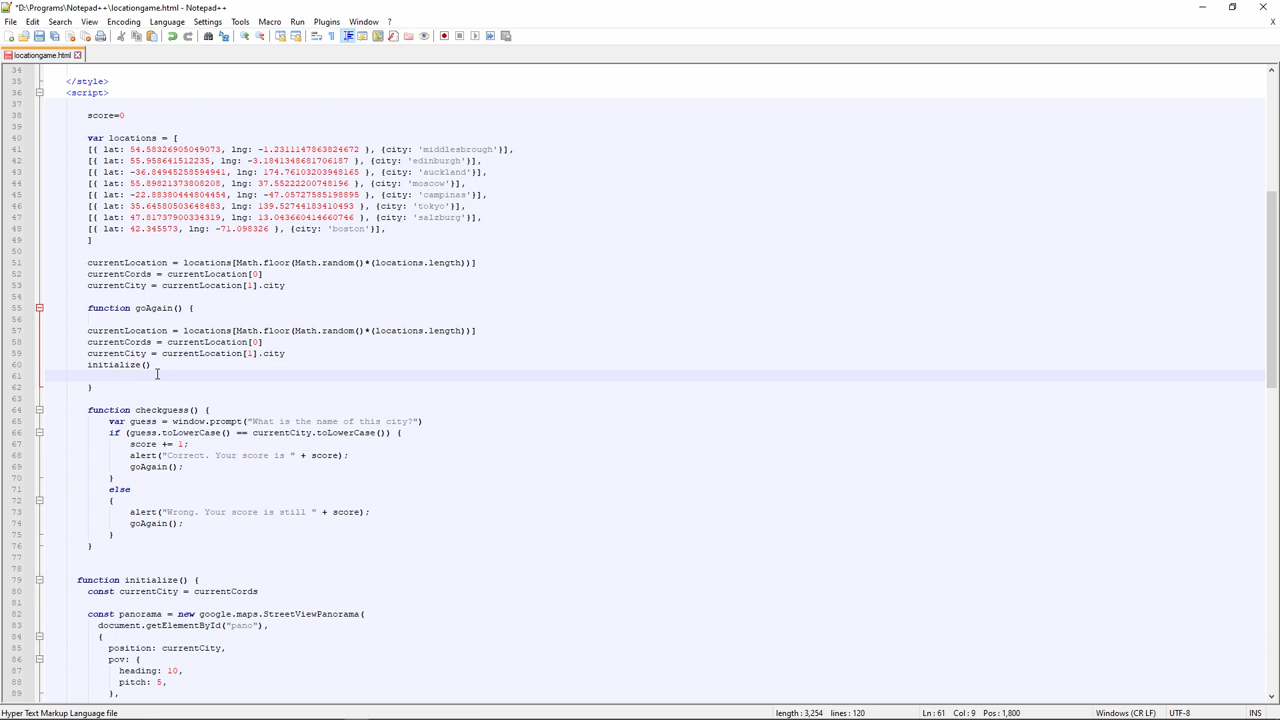 *D:\Programs\Notepad++\locationgame.html - Notepad++
File Edit Search View Encoding Language Settings Tools Macro Run Plugins Window ?
locationgame.html
34
35 </style>
36 <script>
37
38 score=0
39
40 var locations = [
41 [{ lat: 54.58326905049073, lng: -1.2311147863824672 }, {city: 'middlesbrough'}],
42 [{ lat: 55.958641512235, lng: -3.1841348681706187 }, {city: 'edinburgh'}],
43 [{ lat: -36.84945258594941, lng: 174.76103203948165 }, {city: 'auckland'}],
44 [{ lat: 55.89821373808208, lng: 37.55222200748196 }, {city: 'moscow'}],
45 [{ lat: -22.88380444804454, lng: -47.05727585198895 }, {city: 'campinas'}],
46 [{ lat: 35.64580503648483, lng: 139.52744183410493 }, {city: 'tokyo'}],
47 [{ lat: 47.81737900334319, lng: 13.043660414660746 }, {city: 'salzburg'}],
48 [{ lat: 42.345573, lng: -71.098326 }, {city: 'boston'}],
49 ]
50
51 currentLocation = locations[Math.floor(Math.random()*(locations.length))]
52 currentCords = currentLocation[0]
53 currentCity = currentLocation[1].city
54
55 function goAgain() {
56
57 currentLocation = locations[Math.floor(Math.random()*(locations.length))]
58 currentCords = currentLocation[0]
59 currentCity = currentLocation[1].city
60 initialize()
61
62 }
63
64 function checkguess() {
65 var guess = window.prompt("What is the name of this city?")
66 if (guess.toLowerCase() == currentCity.toLowerCase()) {
67 score += 1;
68 alert("Correct. Your score is " + score);
69 goAgain();
70 }
71 else
72 {
73 alert("Wrong. Your score is still " + score);
74 goAgain();
75 }
76 }
77
78
79 function initialize() {
80 const currentCity = currentCords
81
82 const panorama = new google.maps.StreetViewPanorama(
83 document.getElementById("pano"),
84 {
85 position: currentCity,
86 pov: {
87 heading: 10,
88 pitch: 5,
89 },
Hyper Text Markup Language file length : 3,254 lines : 120 Ln : 61 Col : 9 Pos : 1,800 Windows (CR LF) UTF-8 INS